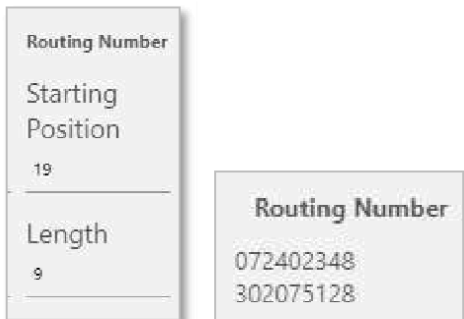 Routing Number
Starting
Position
19
Length
9
Routing Number
072402348
302075128